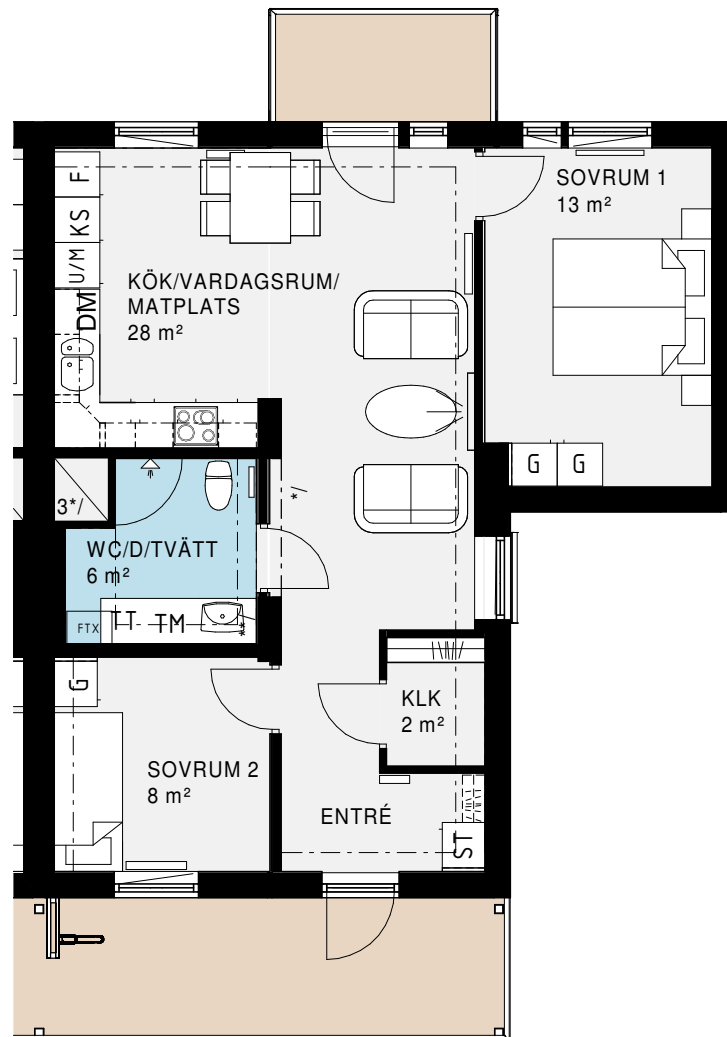 SOVRUM 1
13 m²
F
KS
U/M
DM
KÖK/VARDAGSRUM/
MATPLATS
28 m²
G
G
3*/
*/
WC/D/TVÄTT
6 m²
FTX
TT
TM
**
G
KLK
2 m²
SOVRUM 2
8 m²
ENTRÉ
ST